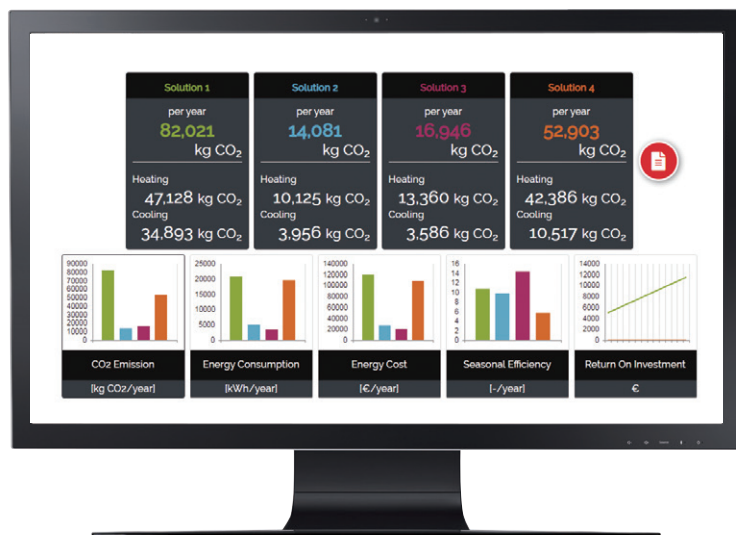 Solution 1
per year
82,021
kg CO₂
Heating
47,128 kg CO₂
Cooling
34,893 kg CO₂
Solution 2
per year
14,081
kg CO₂
Heating
10,125 kg CO₂
Cooling
3,956 kg CO₂
Solution 3
per year
16,946
kg CO₂
Heating
13,360 kg CO₂
Cooling
3,586 kg CO₂
Solution 4
per year
52,903
kg CO₂
Heating
42,386 kg CO₂
Cooling
10,517 kg CO₂
90000
80000
70000
60000
50000
40000
30000
20000
10000
0
CO2 Emission
[kg CO2/year]
25000
20000
15000
10000
5000
0
Energy Consumption
[kWh/year]
140000
120000
100000
80000
60000
40000
20000
0
Energy Cost
[€/year]
16
14
12
10
8
6
4
2
0
Seasonal Efficiency
[-/year]
14000
12000
10000
8000
6000
4000
2000
0
Return On Investment
€